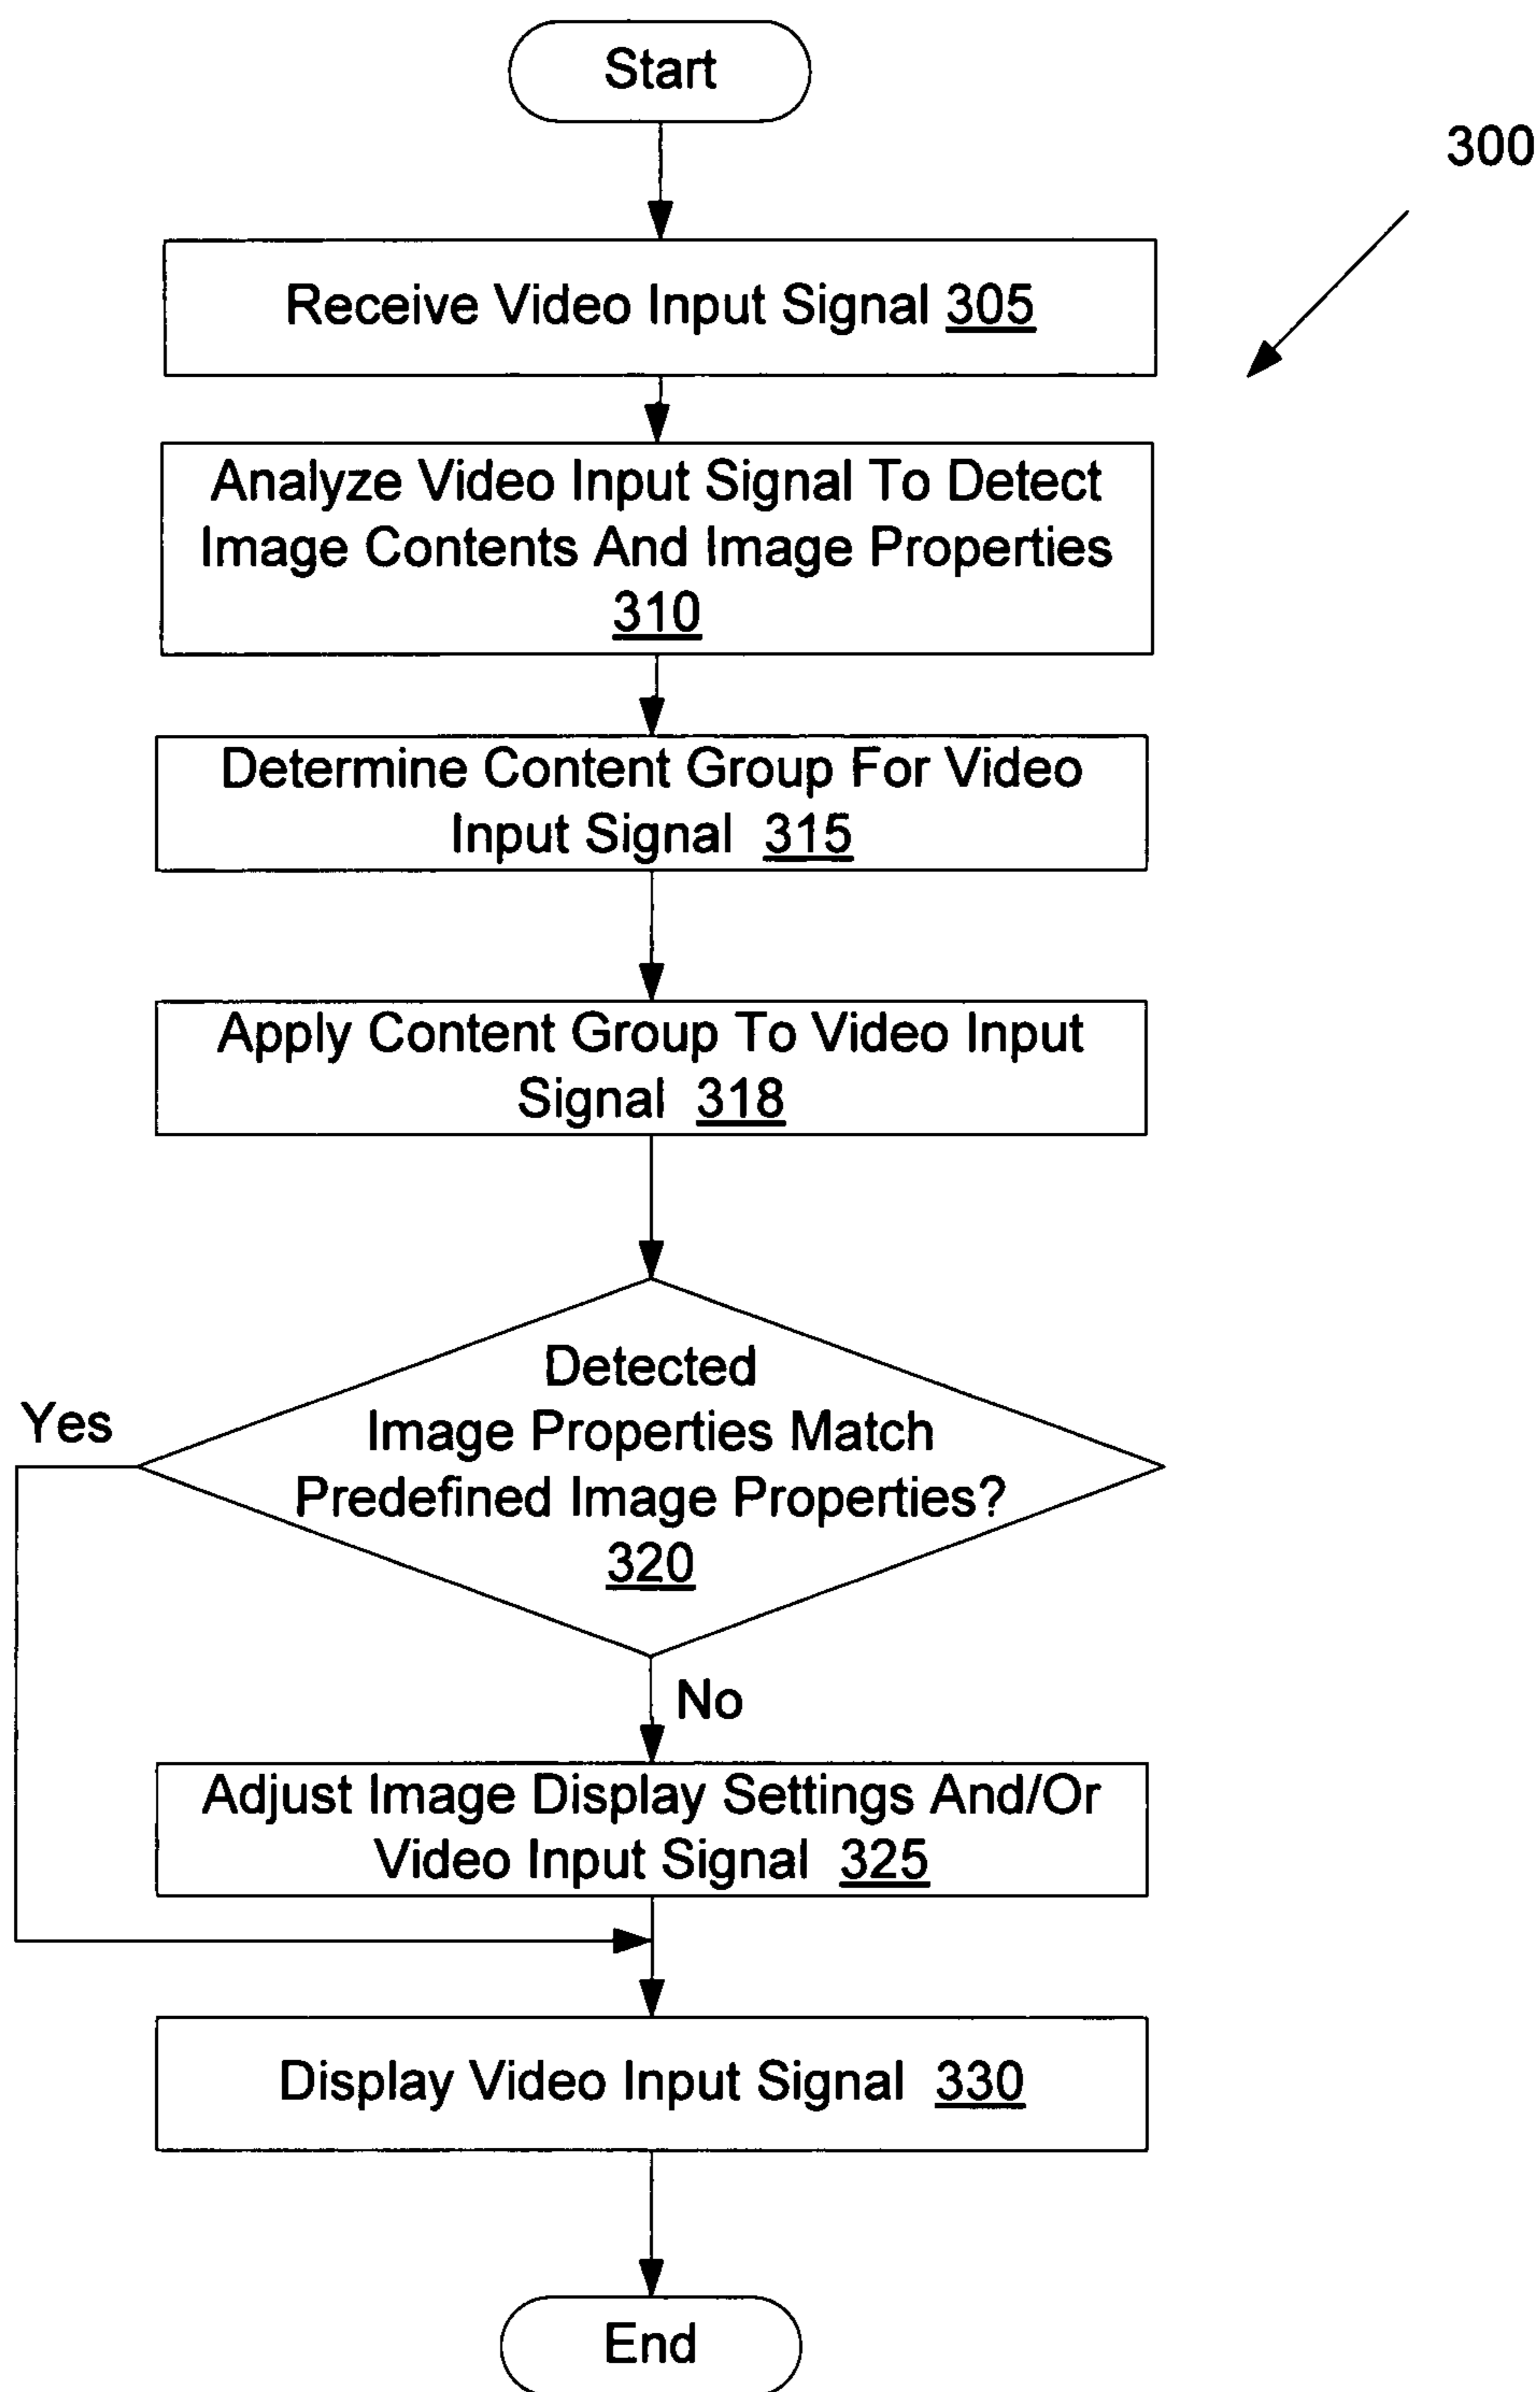 Start
300
Receive Video Input Signal 305
Analyze Video Input Signal To Detect
Image Contents And Image Properties
310
Determine Content Group For Video
Input Signal 315
Apply Content Group To Video Input
Signal 318
Detected
Image Properties Match
Predefined Image Properties?
320
Yes
No
Adjust Image Display Settings And/Or
Video Input Signal 325
Display Video Input Signal 330
End